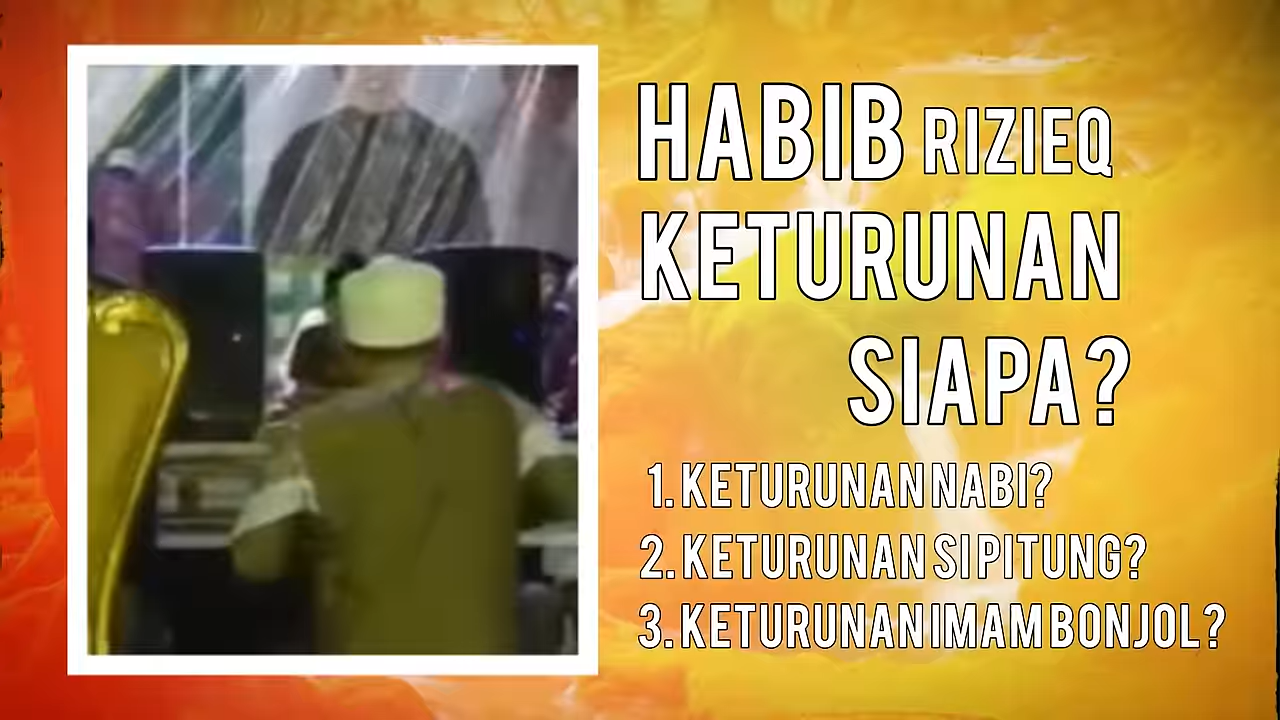 HABIB RIZIEQ
KETURUNAN
SIAPA?
1. KETURUNAN NABI?
2. KETURUNAN SI PITUNG?
3. KETURUNAN IMAM BONJOL?